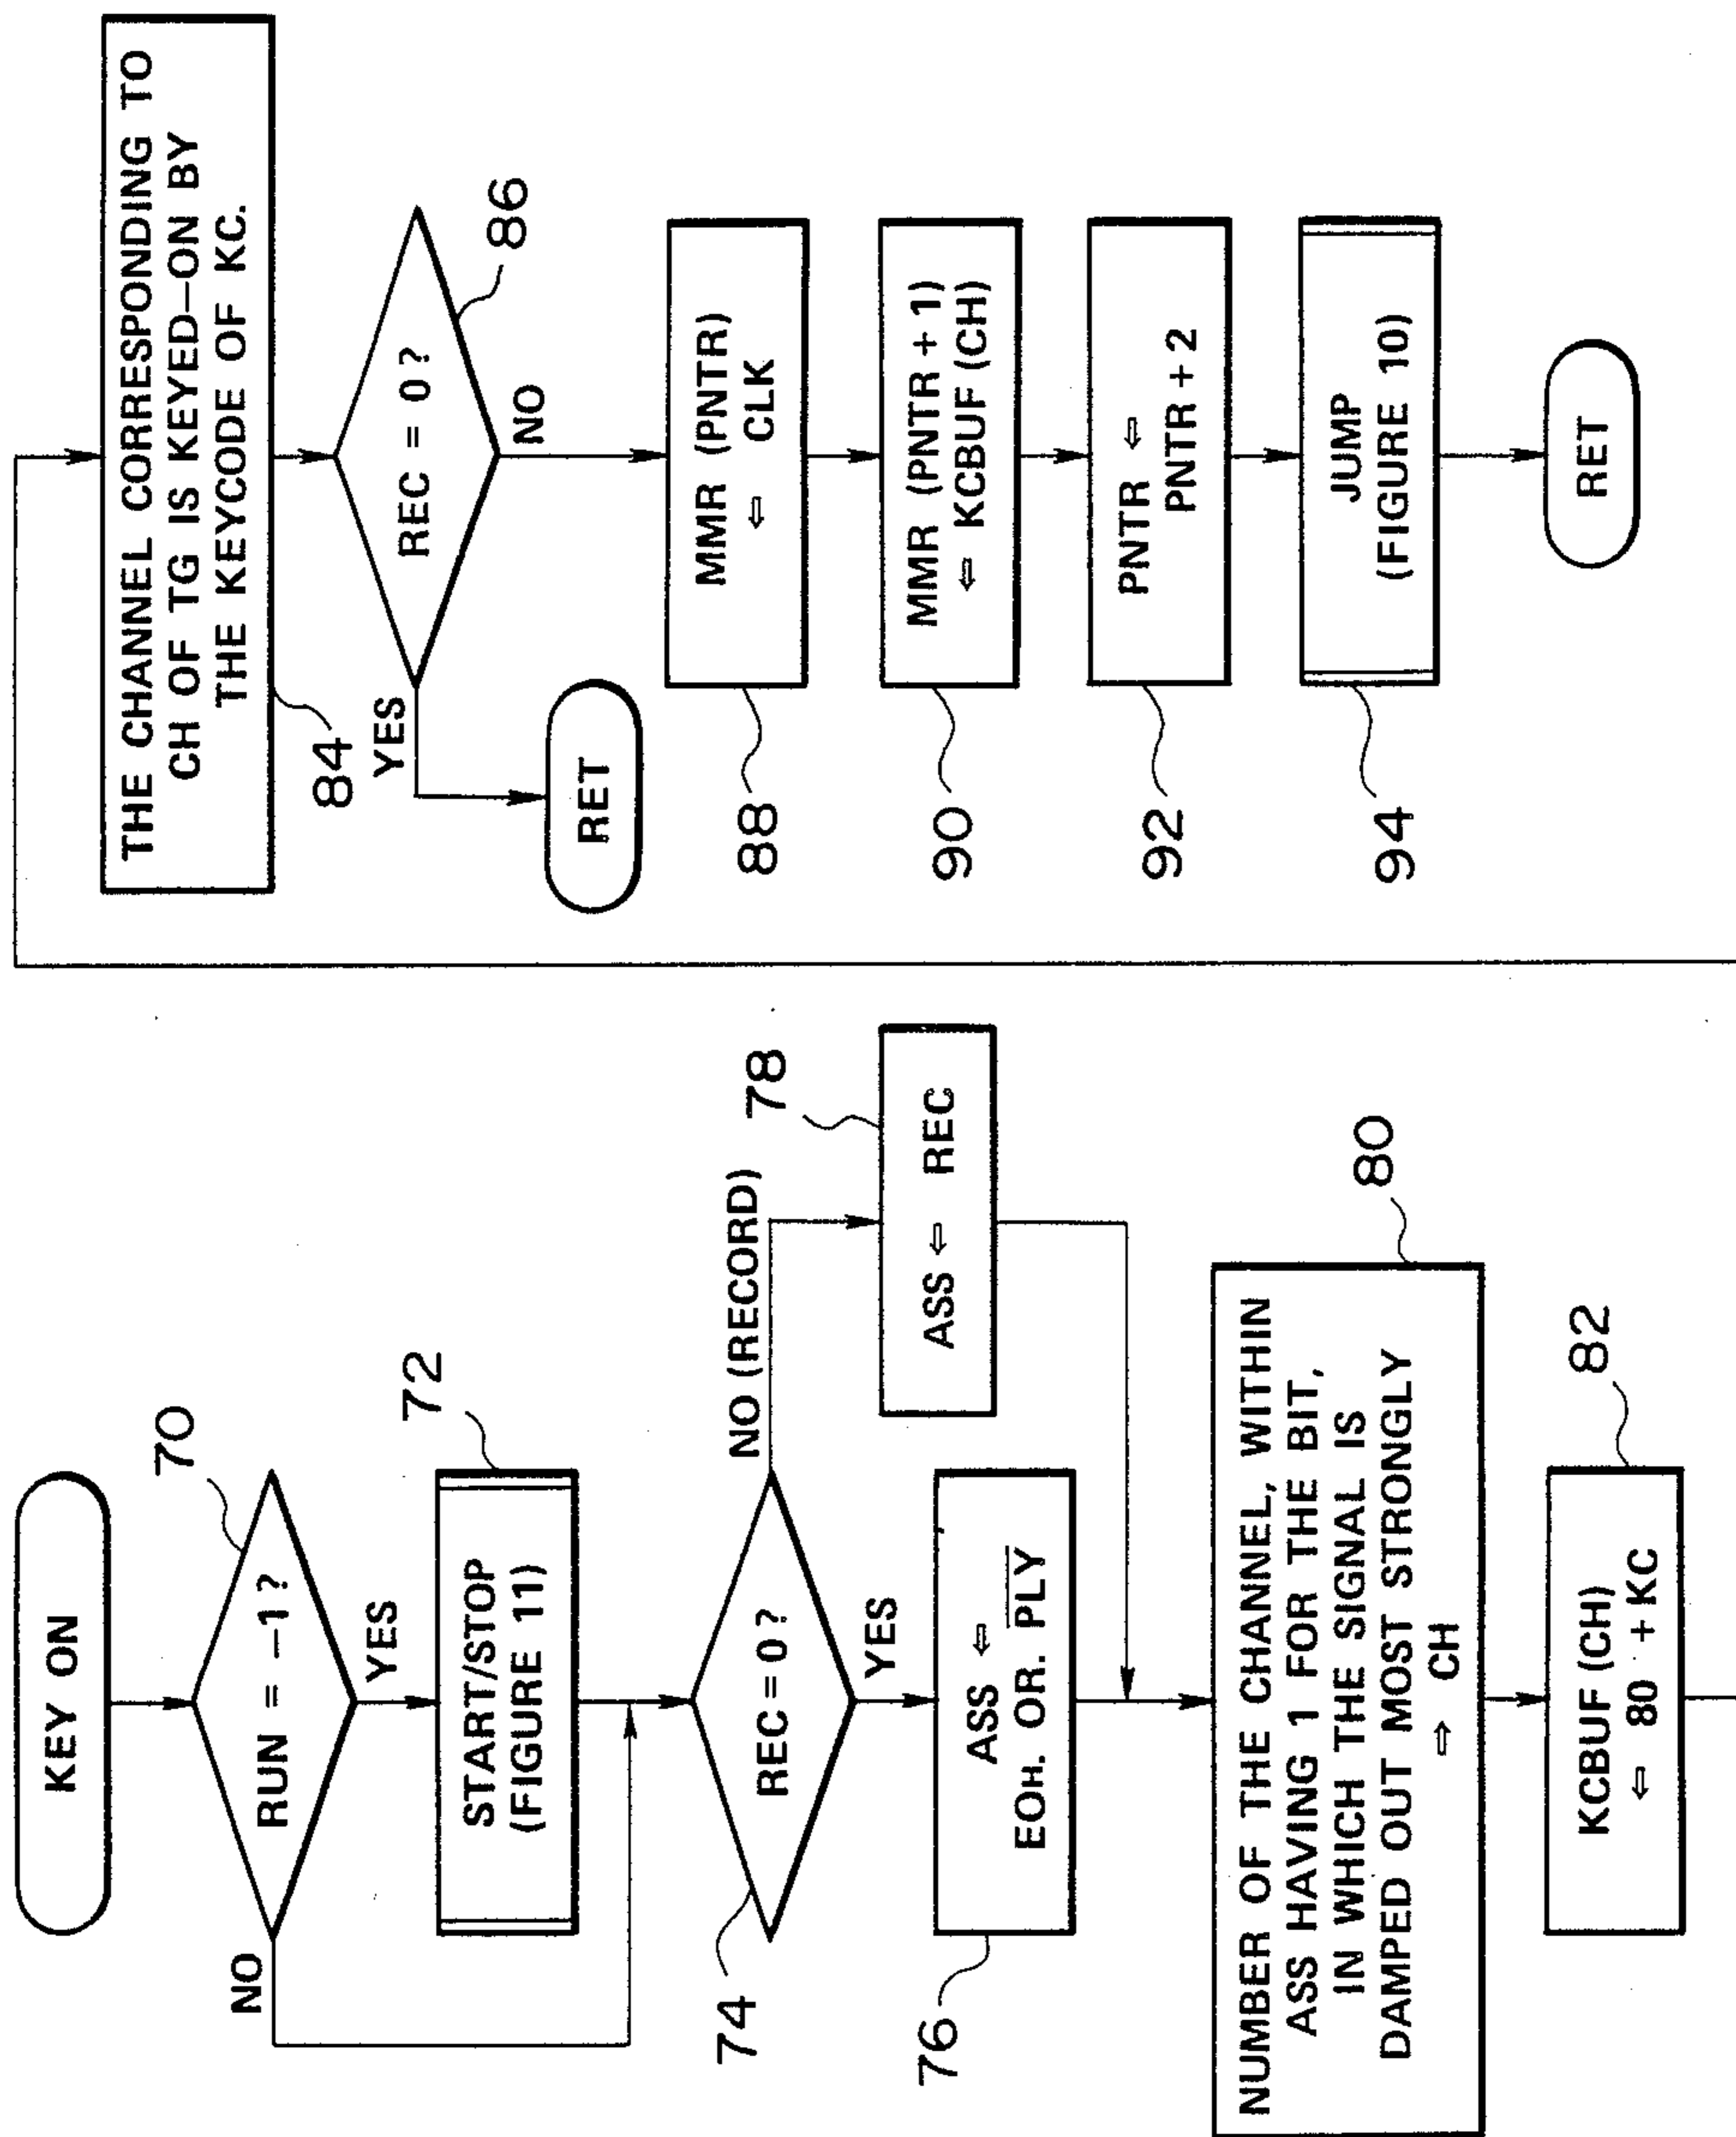 KEY ON
70
RUN = −1?
NO
YES
72
START/STOP
(FIGURE 11)
74
REC = 0?
NO (RECORD)
YES
76
ASS ⇐
EOH. OR. PLY
78
ASS ⇐ REC
80
NUMBER OF THE CHANNEL, WITHIN
ASS HAVING 1 FOR THE BIT,
IN WHICH THE SIGNAL IS
DAMPED OUT MOST STRONGLY
⇒ CH
82
KCBUF (CH)
⇐ 80 + KC
THE CHANNEL CORRESPONDING TO
CH OF TG IS KEYED–ON BY
THE KEYCODE OF KC.
84
REC = 0?
86
YES
NO
RET
88
MMR (PNTR)
⇐ CLK
90
MMR (PNTR + 1)
⇐ KCBUF (CH)
92
PNTR ⇐
PNTR + 2
94
JUMP
(FIGURE 10)
RET